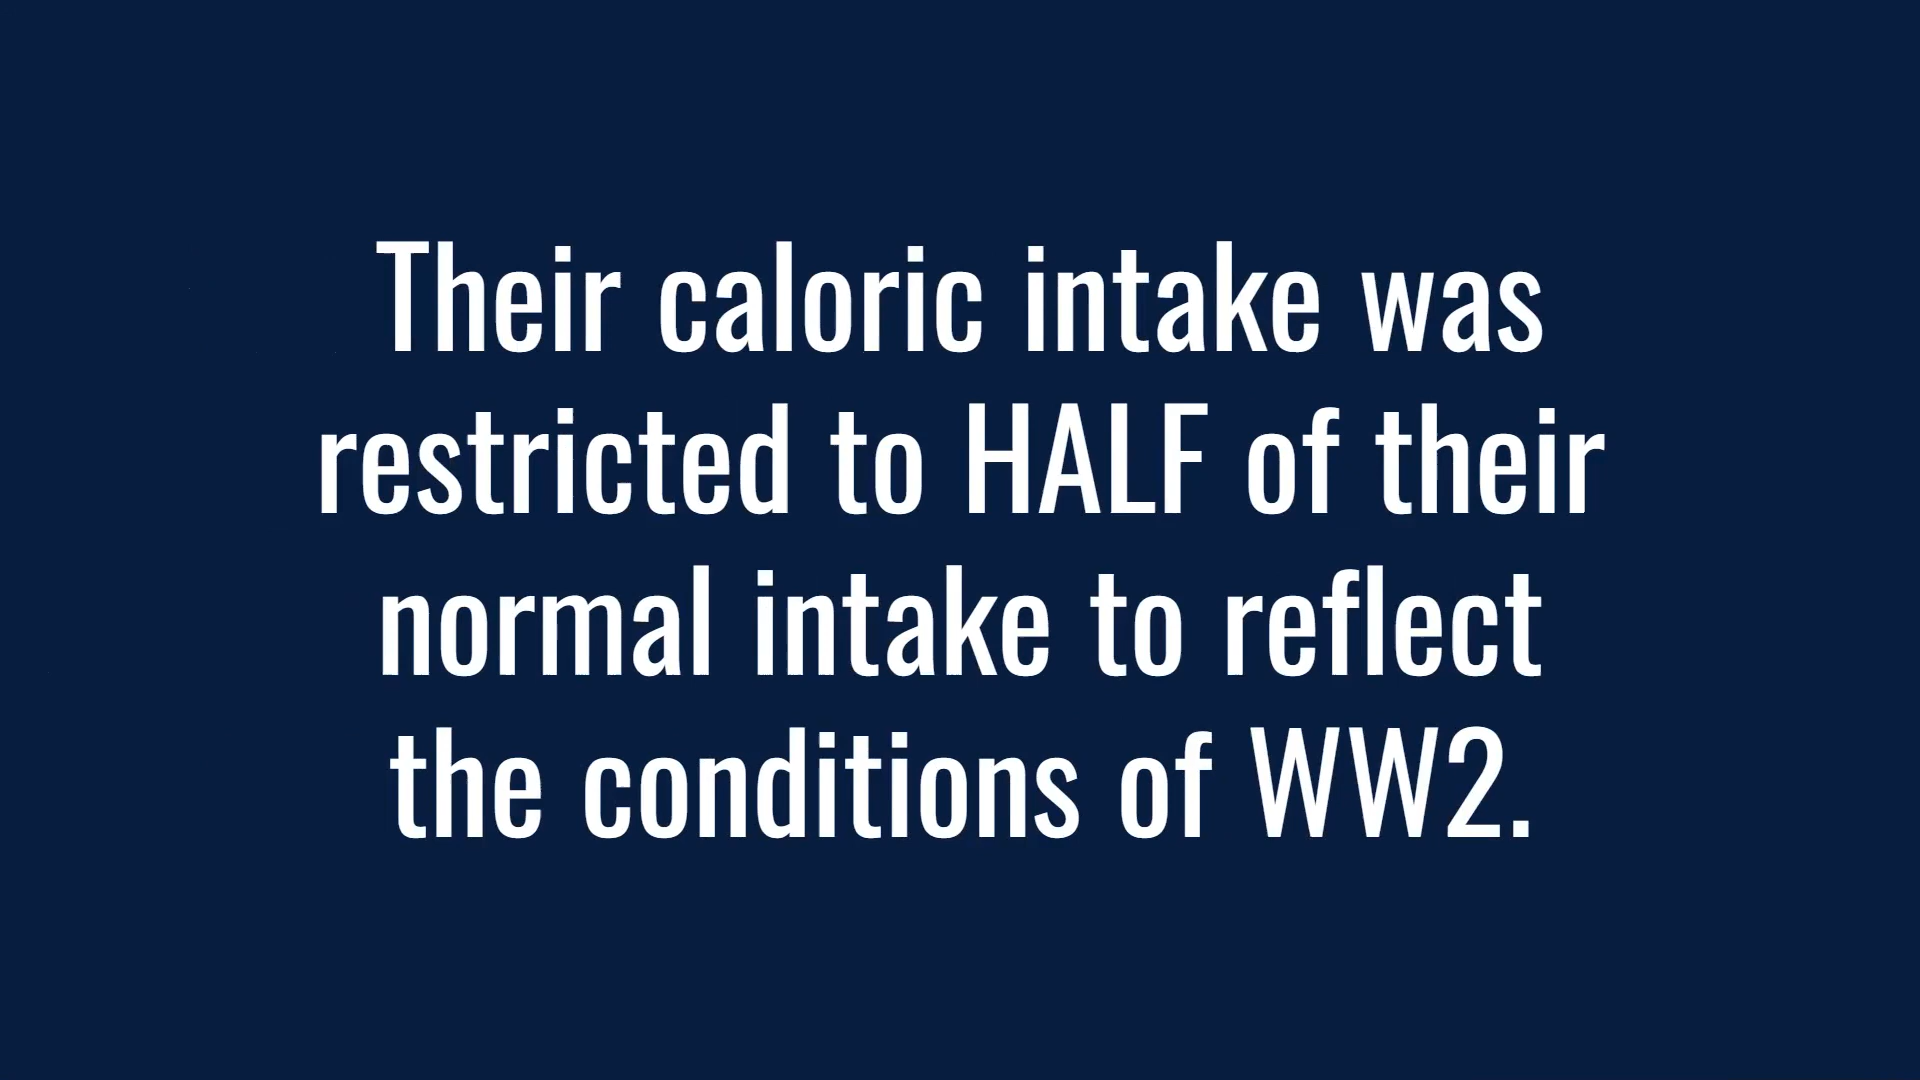 Their caloric intake was
restricted to HALF of their
normal intake to reflect
the conditions of WW2.